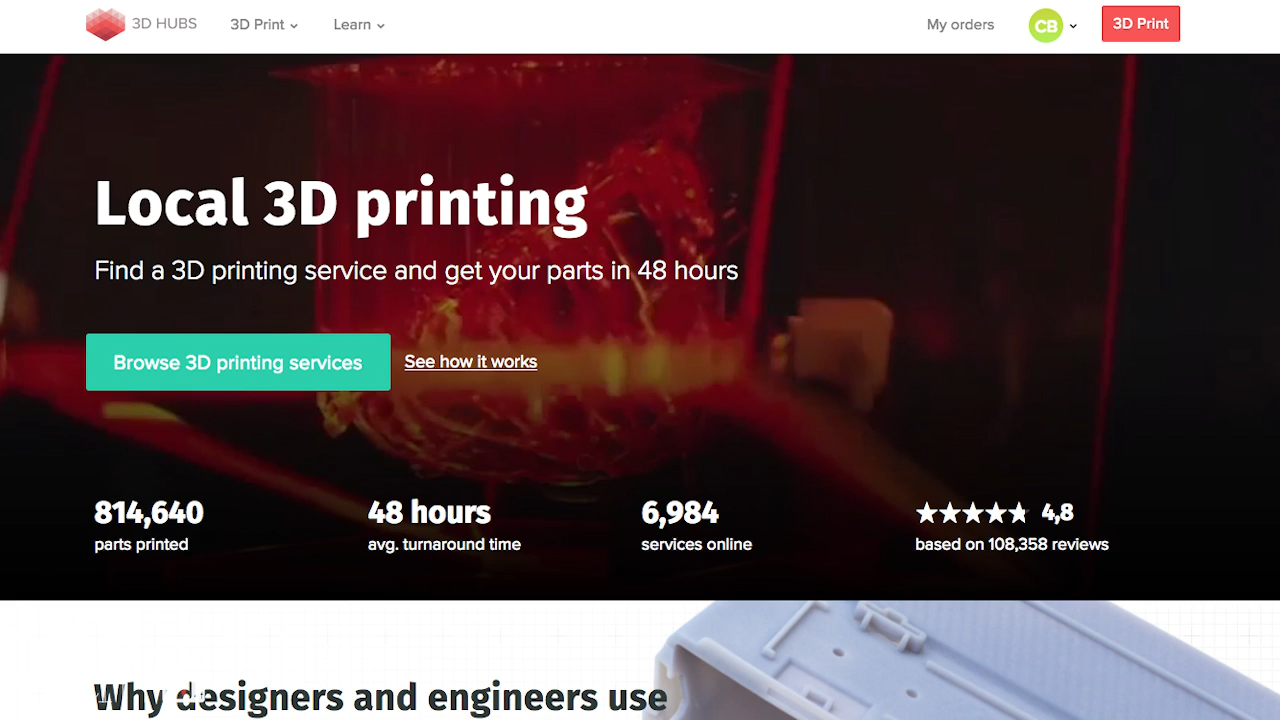 3D HUBS
3D Print
Learn
My orders
CB
3D Print
Local 3D printing
Find a 3D printing service and get your parts in 48 hours
Browse 3D printing services
See how it works
814,640
parts printed
48 hours
avg. turnaround time
6,984
services online
4,8
based on 108,358 reviews
Why designers and engineers use